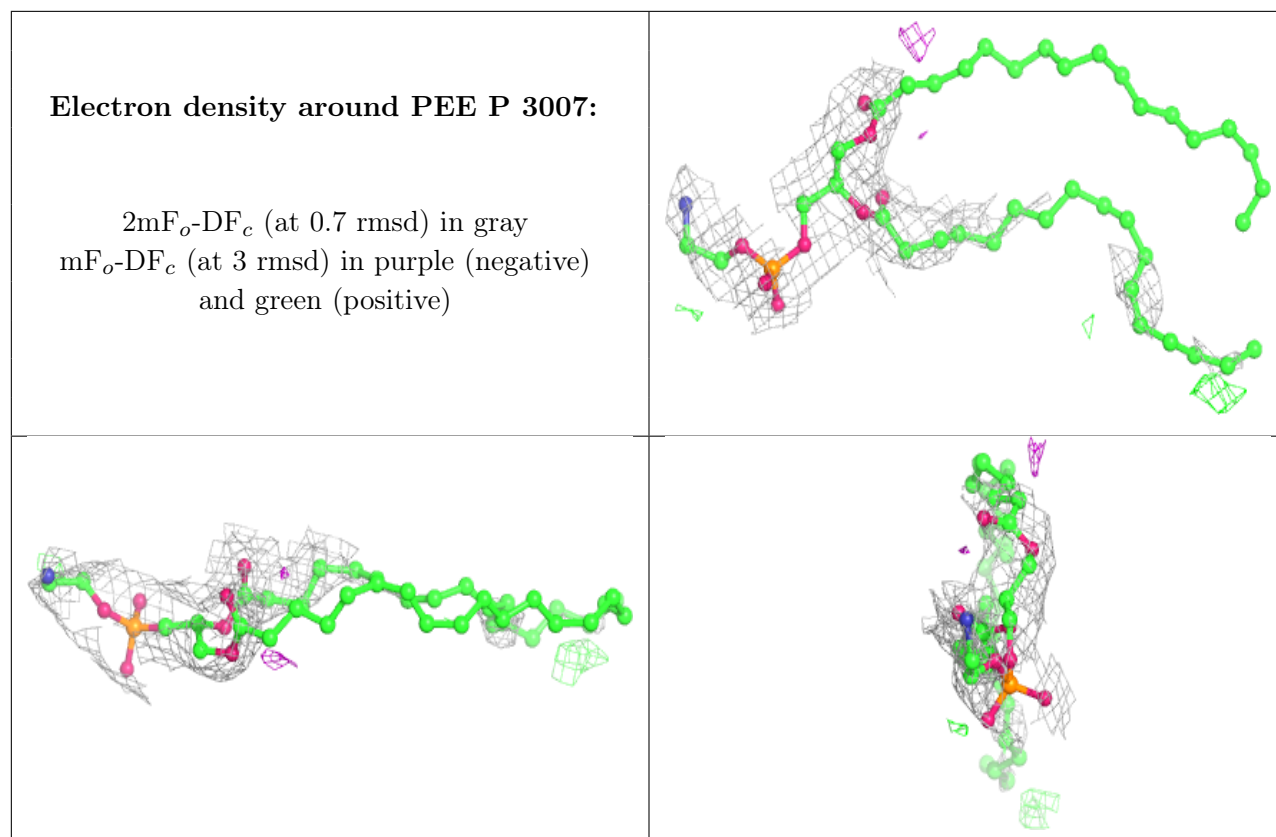 Electron density around PEE P 3007:
2mFo-DFc (at 0.7 rmsd) in gray
mFo-DFc (at 3 rmsd) in purple (negative)
and green (positive)